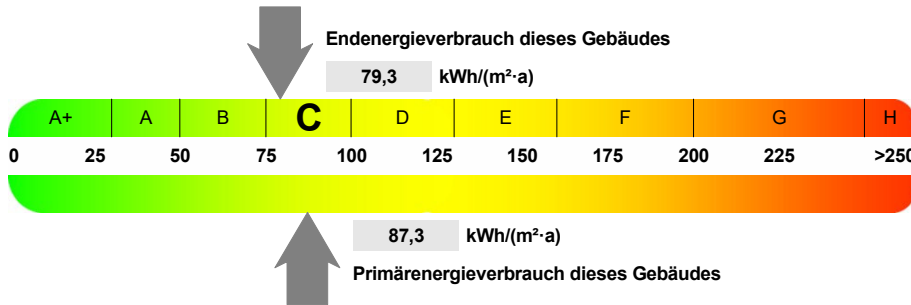 Endenergieverbrauch dieses Gebäudes
79,3 kWh/(m²·a)
A+ A B C D E F G H
0 25 50 75 100 125 150 175 200 225 >250
87,3 kWh/(m²·a)
Primärenergieverbrauch dieses Gebäudes